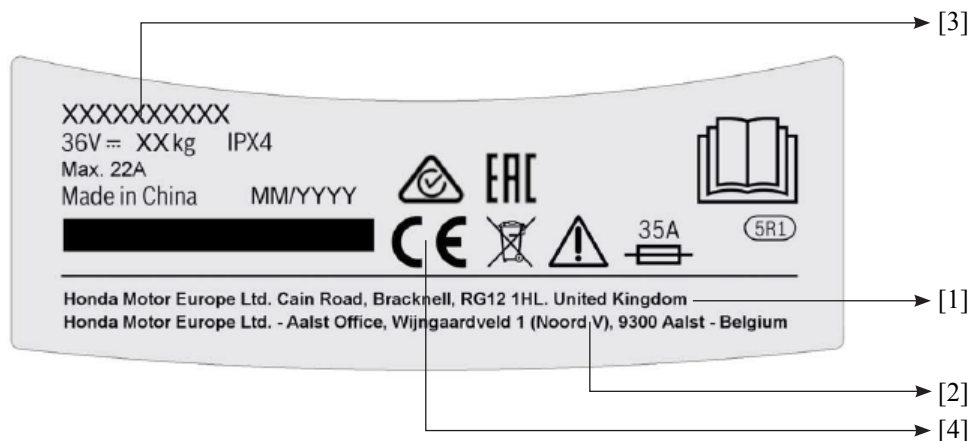 [3]
XXXXXXXXXX
36V XX kg IPX4
Max. 22A
Made in China MM/YYYY
EAC
CE
35A
5R1
Honda Motor Europe Ltd. Cain Road, Bracknell, RG12 1HL. United Kingdom
[1]
Honda Motor Europe Ltd. - Aalst Office, Wijngaardveld 1 (Noord V), 9300 Aalst - Belgium
[2]
[4]